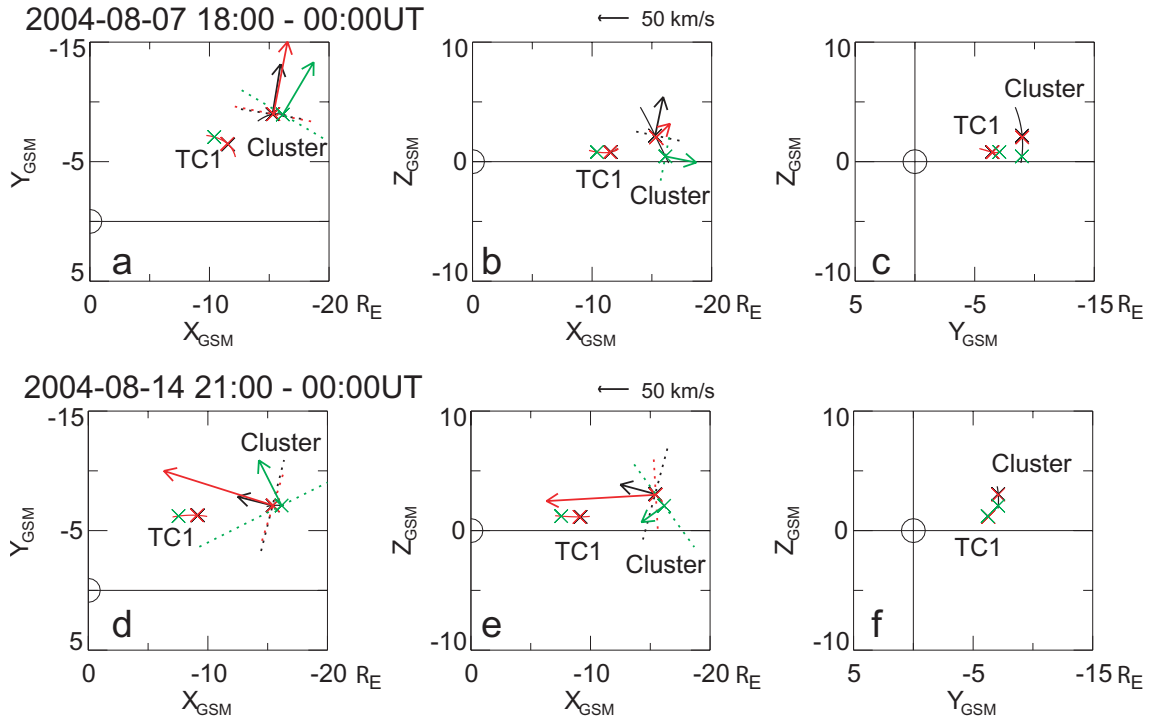 2004-08-07 18:00 - 00:00UT
50 km/s
-15
Y_GSM
-5
5
TC1
Cluster
a
0
-10
-20 R_E
X_GSM
10
Z_GSM
0
-10
TC1
Cluster
b
0
-10
-20
X_GSM
10
Z_GSM
0
-10
Cluster
TC1
c
5
-5
-15 R_E
Y_GSM
2004-08-14 21:00 - 00:00UT
50 km/s
-15
Y_GSM
-5
5
Cluster
TC1
d
0
-10
-20 R_E
X_GSM
10
Z_GSM
0
-10
TC1
Cluster
e
0
-10
-20
X_GSM
10
Z_GSM
0
-10
Cluster
TC1
f
5
0
-5
-15 R_E
Y_GSM